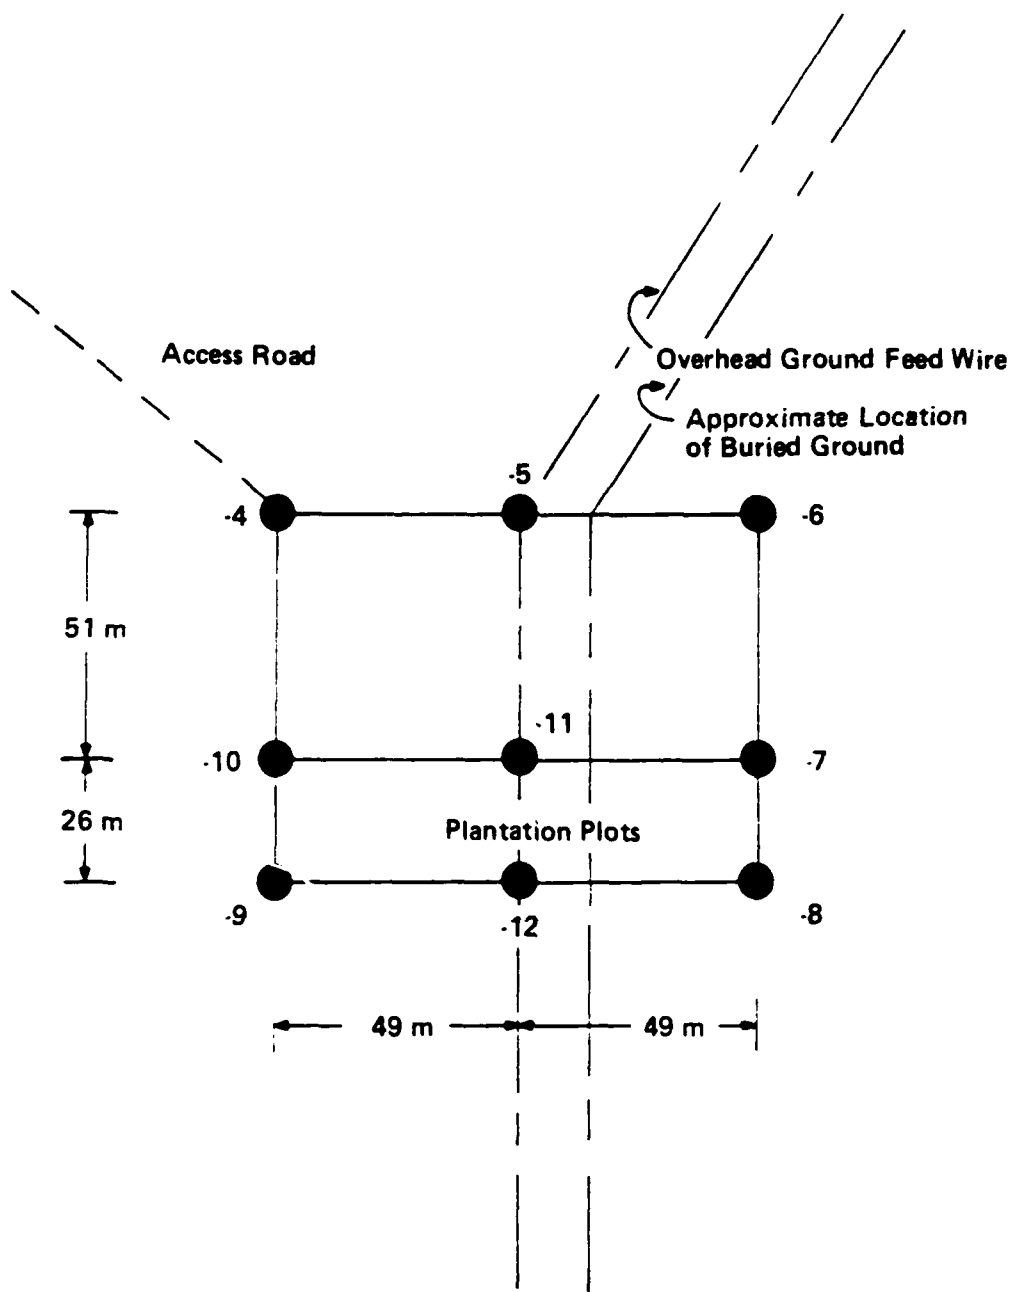 Access Road
Overhead Ground Feed Wire
Approximate Location
of Buried Ground
-5
-4
-6
51 m
-11
-10
-7
26 m
Plantation Plots
-9
-12
-8
49 m
49 m